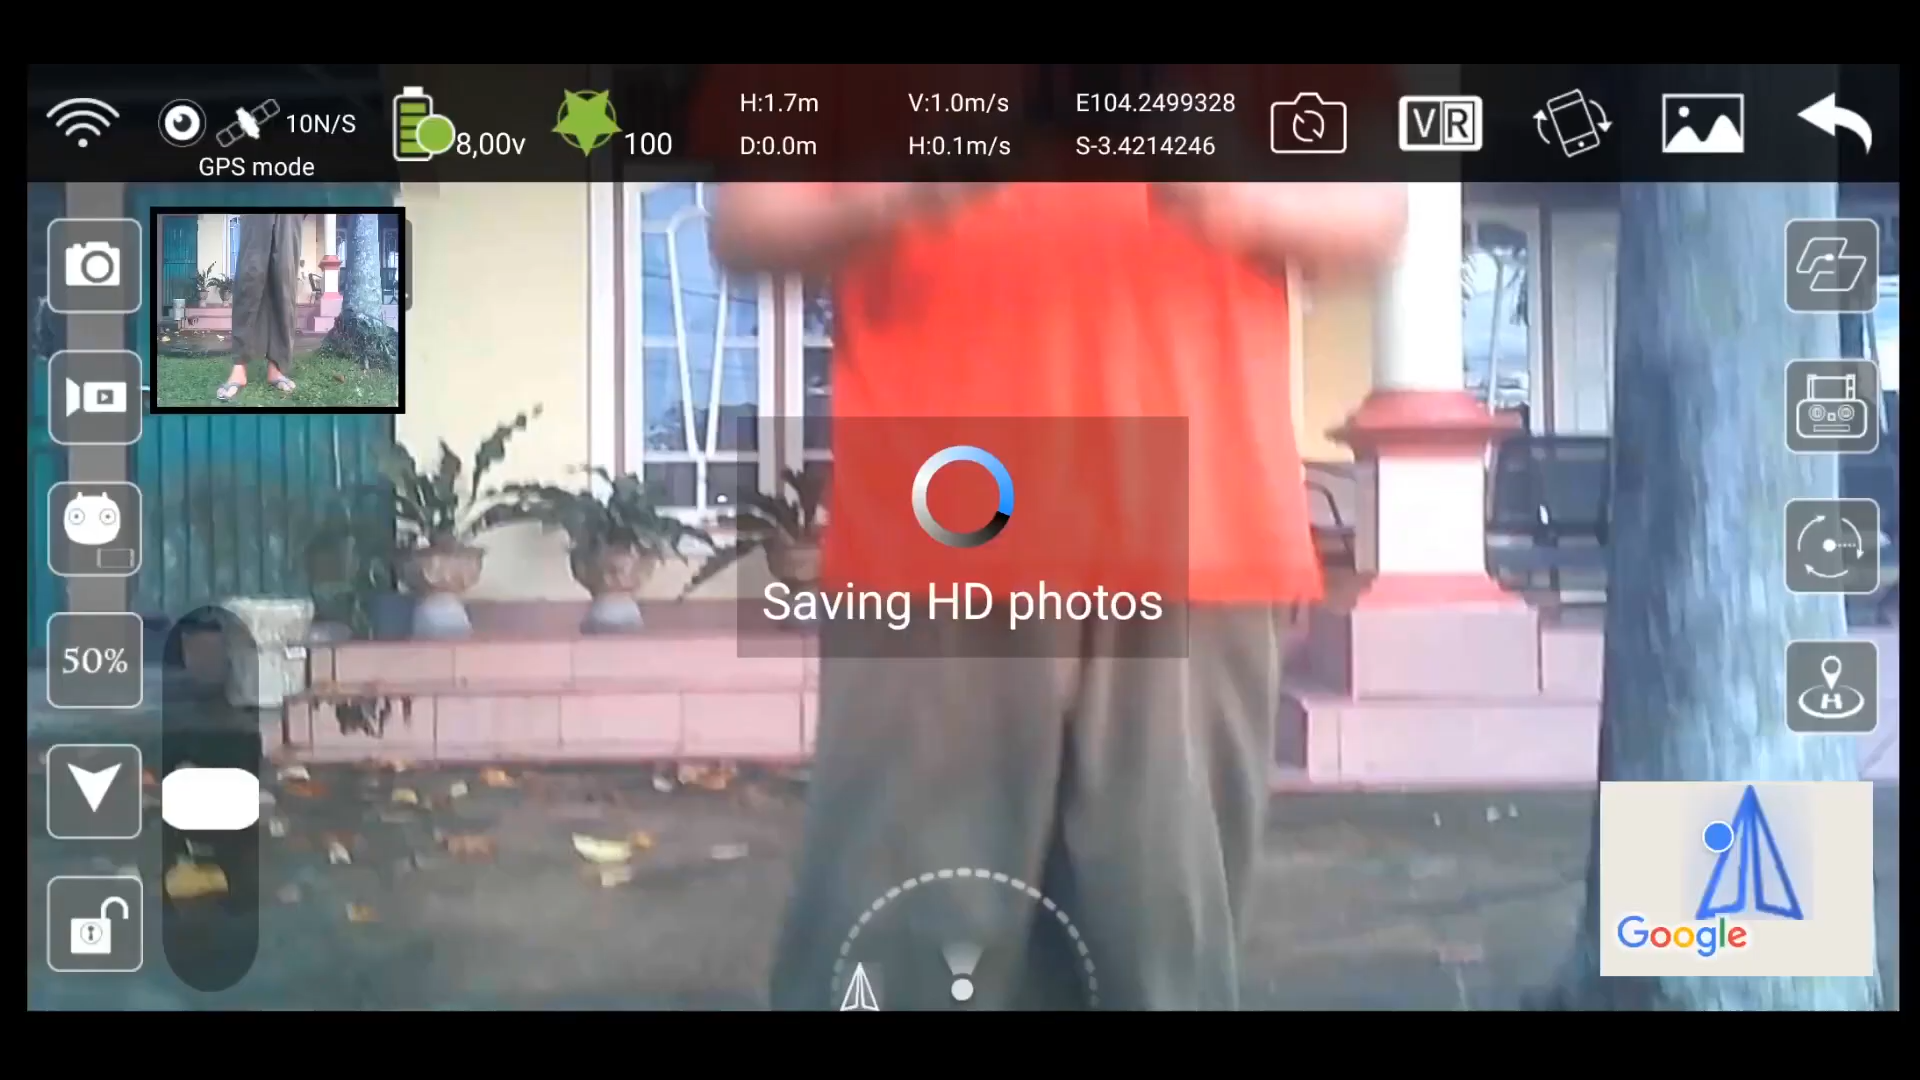 10N/S
GPS mode
8,00v
100
H:1.7m
D:0.0m
V:1.0m/s
H:0.1m/s
E104.2499328
S-3.4214246
VR
50%
Saving HD photos
H
Google